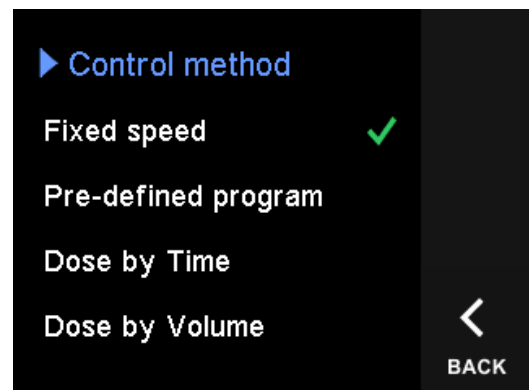 Control method
Fixed speed
Pre-defined program
Dose by Time
Dose by Volume
BACK